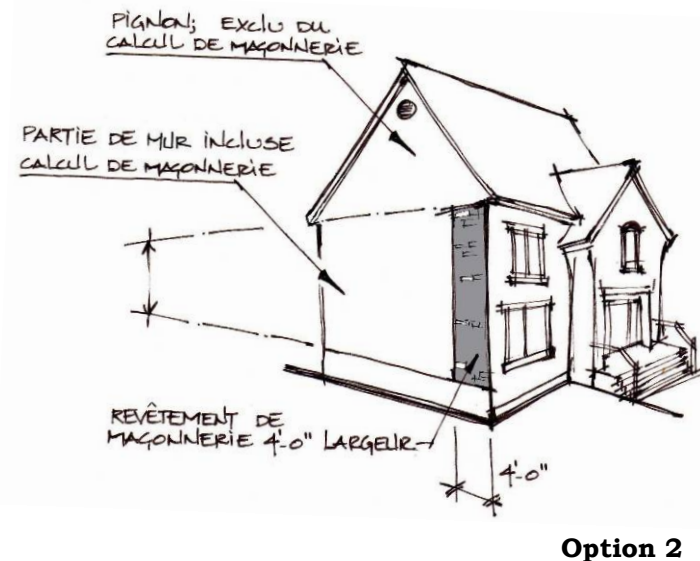 PIGNON; EXCLU DU
CALCUL DE MAÇONNERIE
PARTIE DE MUR INCLUSE
CALCUL DE MAÇONNERIE
REVÊTEMENT DE
MAÇONNERIE 4'-0" LARGEUR
4'-0"
Option 2